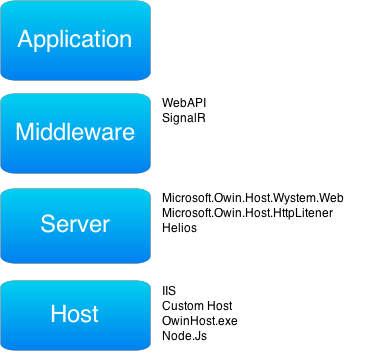 Application
Middleware
WebAPI
SignalR
Server
Microsoft.Owin.Host.Wystem.Web
Microsoft.Owin.Host.HttpLitener
Helios
Host
IIS
Custom Host
OwinHost.exe
Node.Js